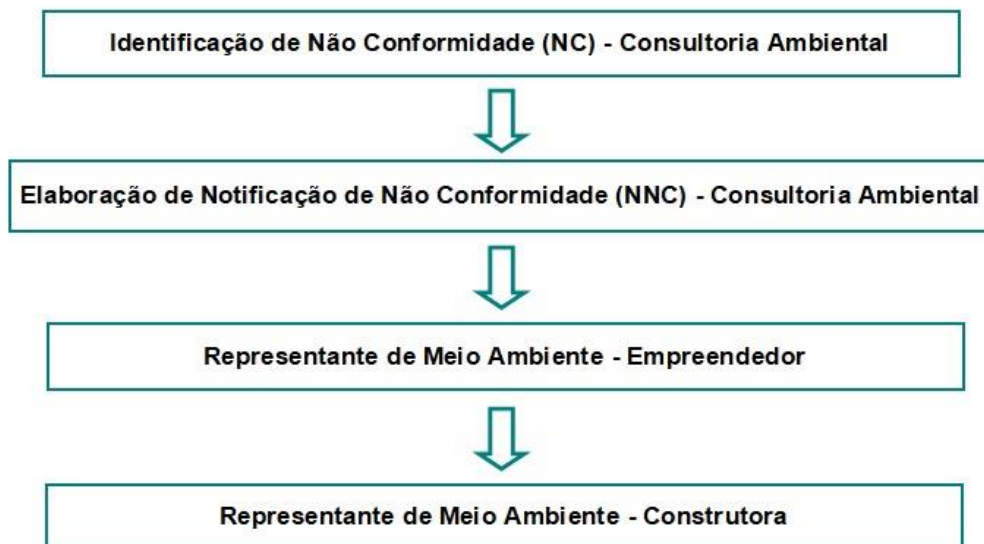 Identificação de Não Conformidade (NC) - Consultoria Ambiental
Elaboração de Notificação de Não Conformidade (NNC) - Consultoria Ambiental
Representante de Meio Ambiente - Empreendedor
Representante de Meio Ambiente - Construtora